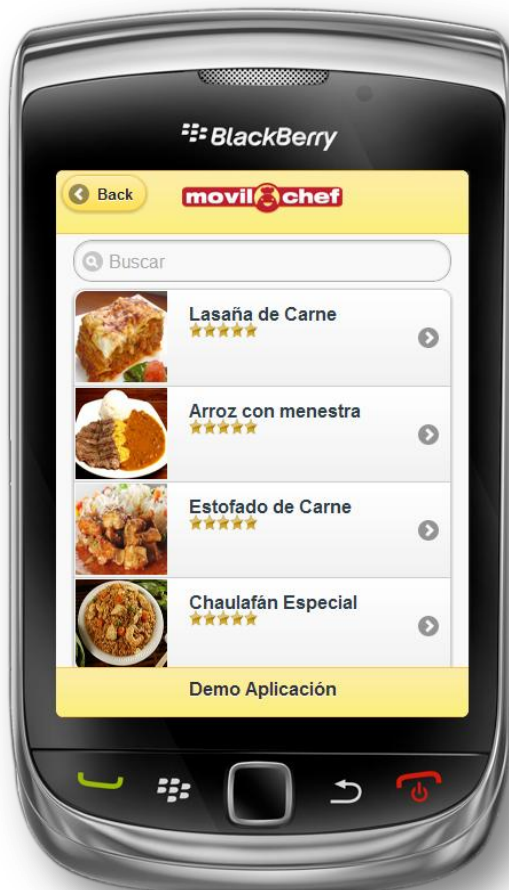 BlackBerry
Back
movil chef
Buscar
Lasaña de Carne
Arroz con menestra
Estofado de Carne
Chaulafán Especial
Demo Aplicación